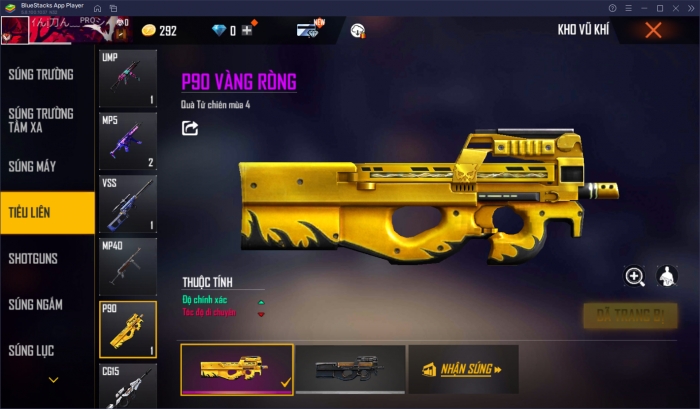 BlueStacks App Player
PRO
292
0
NEW
KHO VŨ KHÍ
SÚNG TRƯỜNG
SÚNG TRƯỜNG
TẦM XA
SÚNG MÁY
TIỂU LIÊN
SHOTGUNS
SÚNG NGẮM
SÚNG LỤC
UMP
1
MP5
2
VSS
1
MP40
P90
1
CG15
P90 VÀNG RÒNG
Quà Tử chiến mùa 4
THUỘC TÍNH
Độ chính xác
Tốc độ di chuyển
ĐÃ TRANG BỊ
NHẬN SÚNG